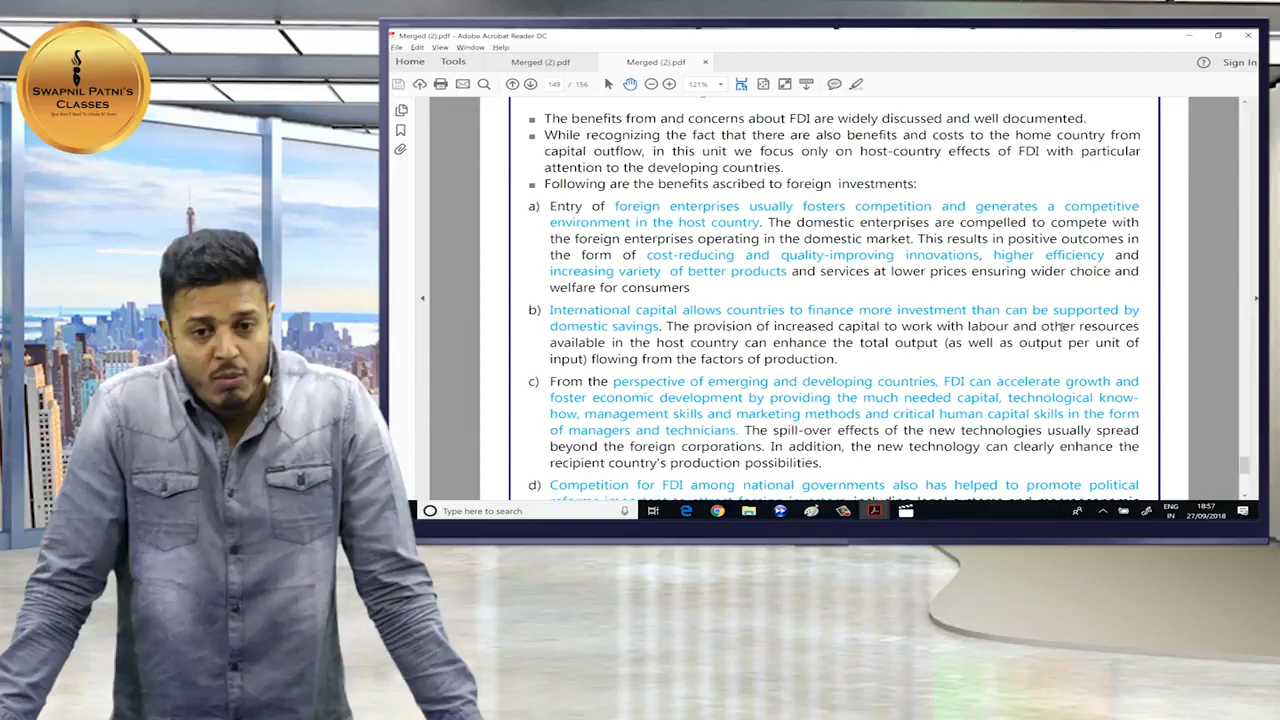 SWAPNIL PATNI'S
CLASSES
Merged (2).pdf - Adobe Acrobat Reader DC
File Edit View Window Help
Home Tools Merged (2).pdf Merged (2).pdf × Sign In
149 / 156 121%
▪ The benefits from and concerns about FDI are widely discussed and well documented.
▪ While recognizing the fact that there are also benefits and costs to the home country from
capital outflow, in this unit we focus only on host-country effects of FDI with particular
attention to the developing countries.
▪ Following are the benefits ascribed to foreign investments:
a) Entry of foreign enterprises usually fosters competition and generates a competitive
environment in the host country. The domestic enterprises are compelled to compete with
the foreign enterprises operating in the domestic market. This results in positive outcomes in
the form of cost-reducing and quality-improving innovations, higher efficiency and
increasing variety of better products and services at lower prices ensuring wider choice and
welfare for consumers
b) International capital allows countries to finance more investment than can be supported by
domestic savings. The provision of increased capital to work with labour and other resources
available in the host country can enhance the total output (as well as output per unit of
input) flowing from the factors of production.
c) From the perspective of emerging and developing countries, FDI can accelerate growth and
foster economic development by providing the much needed capital, technological know-
how, management skills and marketing methods and critical human capital skills in the form
of managers and technicians. The spill-over effects of the new technologies usually spread
beyond the foreign corporations. In addition, the new technology can clearly enhance the
recipient country's production possibilities.
d) Competition for FDI among national governments also has helped to promote political
Type here to search
ENG
IN
18:57
27/09/2018